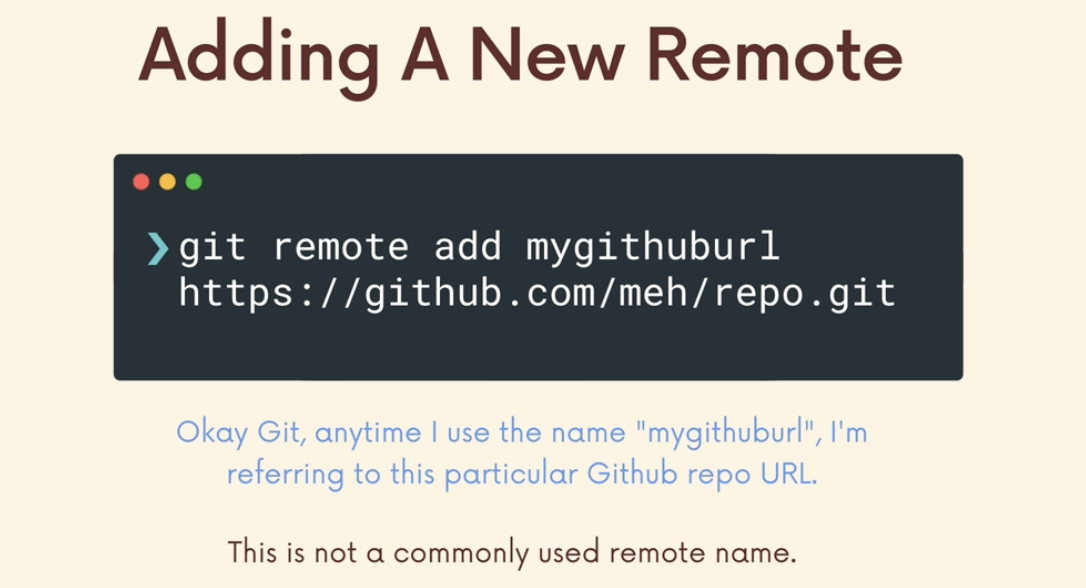 Adding A New Remote
❯ git remote add mygithuburl
https://github.com/meh/repo.git
Okay Git, anytime I use the name "mygithuburl", I'm
referring to this particular Github repo URL.
This is not a commonly used remote name.